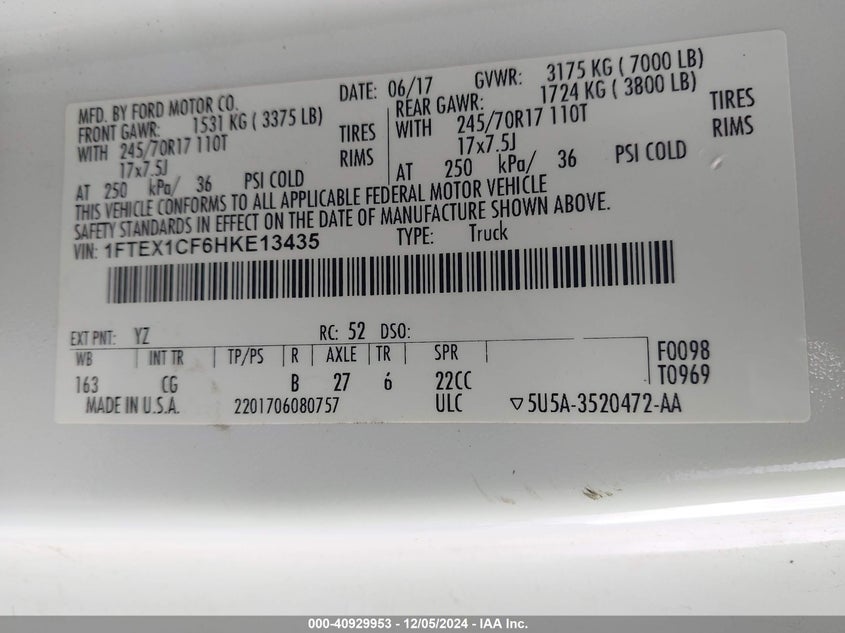 MFD. BY FORD MOTOR CO. DATE: 06/17 GVWR: 3175 KG ( 7000 LB)
FRONT GAWR: 1531 KG ( 3375 LB) REAR GAWR: 1724 KG ( 3800 LB)
WITH 245/70R17 110T TIRES WITH 245/70R17 110T TIRES
17x7.5J RIMS 17x7.5J RIMS
AT 250 kPa/ 36 PSI COLD AT 250 kPa/ 36 PSI COLD
THIS VEHICLE CONFORMS TO ALL APPLICABLE FEDERAL MOTOR VEHICLE
SAFETY STANDARDS IN EFFECT ON THE DATE OF MANUFACTURE SHOWN ABOVE.
VIN: 1FTEX1CF6HKE13435 TYPE: Truck
EXT PNT: YZ RC: 52 DSO:
WB INT TR TP/PS R AXLE TR SPR F0098
163 CG B 27 6 22CC T0969
MADE IN U.S.A. 2201706080757 ULC ▽5U5A-3520472-AA
000-40929953 - 12/05/2024 - IAA Inc.